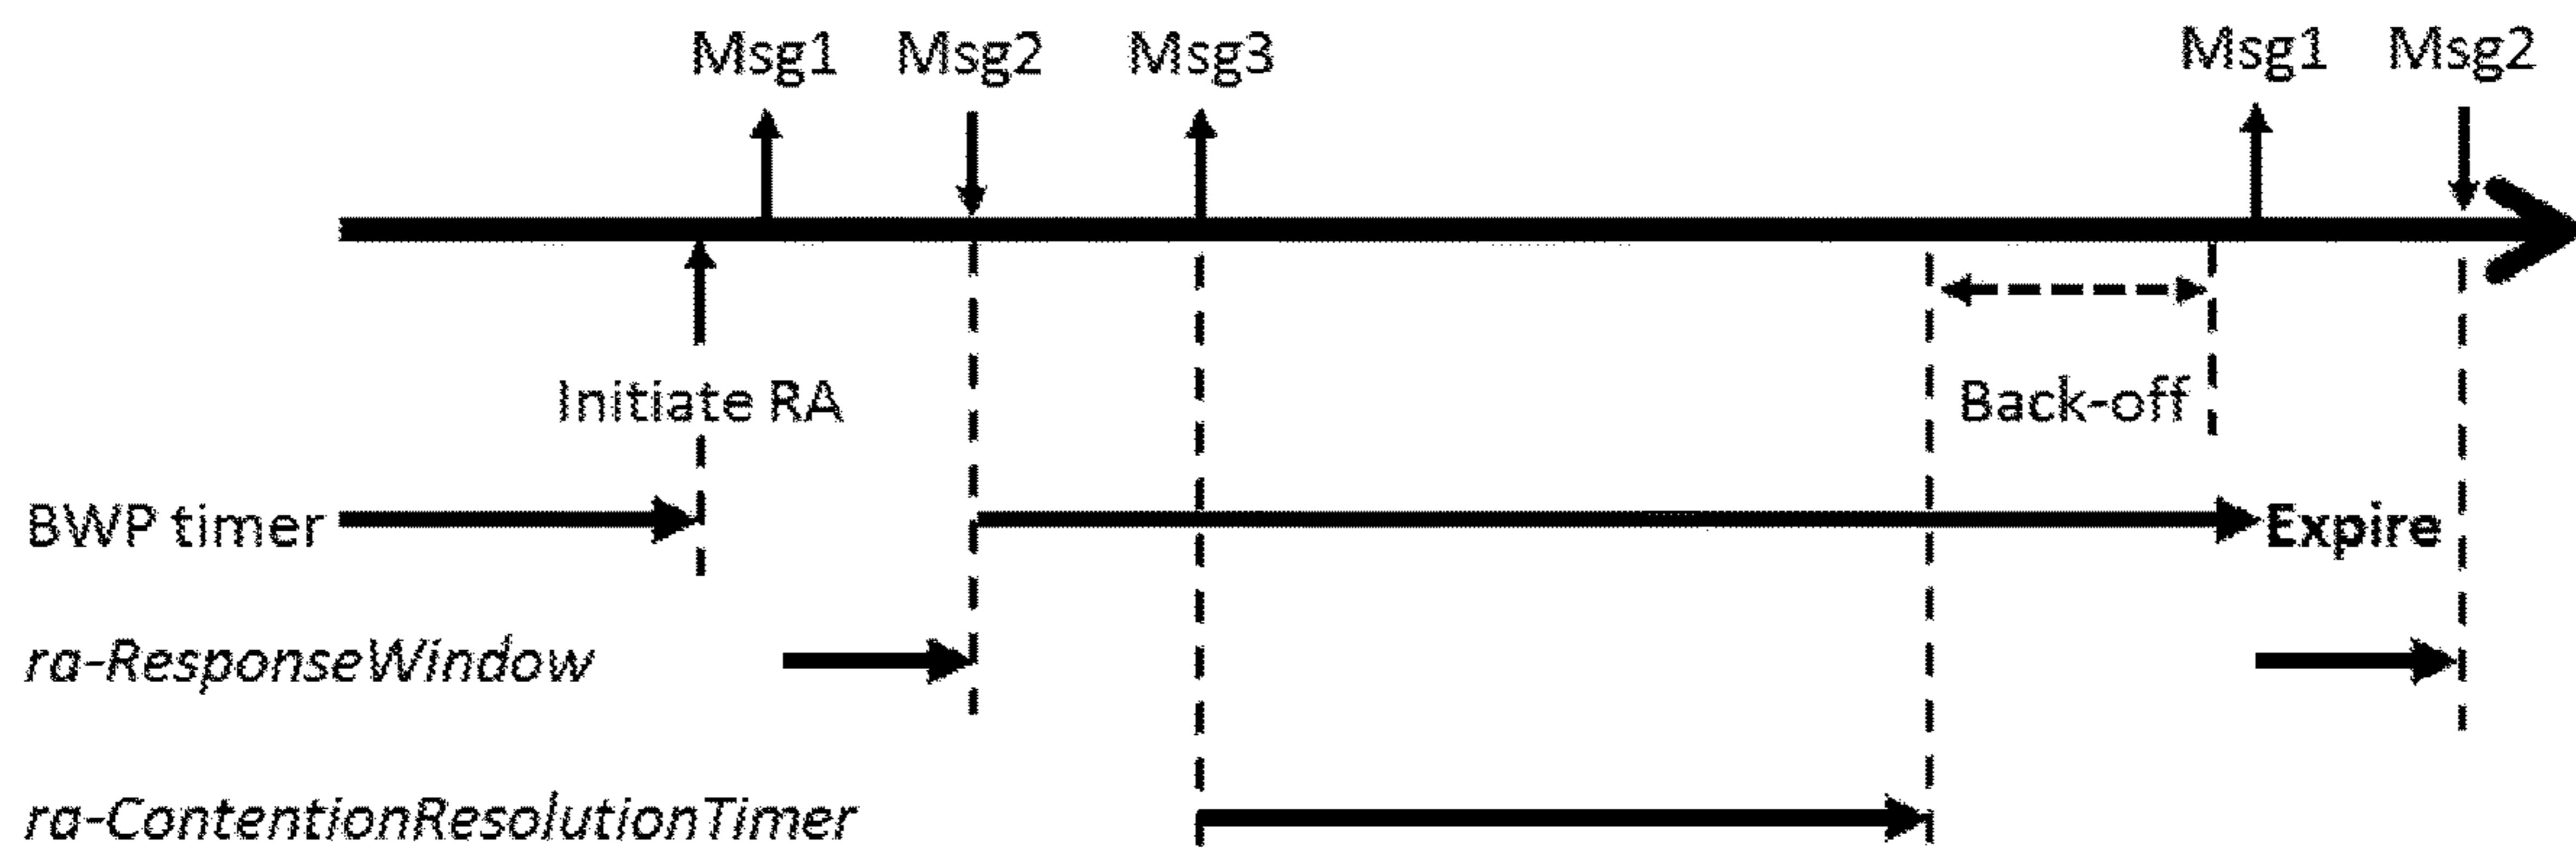 Msg1 Msg2 Msg3 Msg1 Msg2
Initiate RA Back-off
BWP timer Expire
ra-ResponseWindow
ra-ContentionResolutionTimer